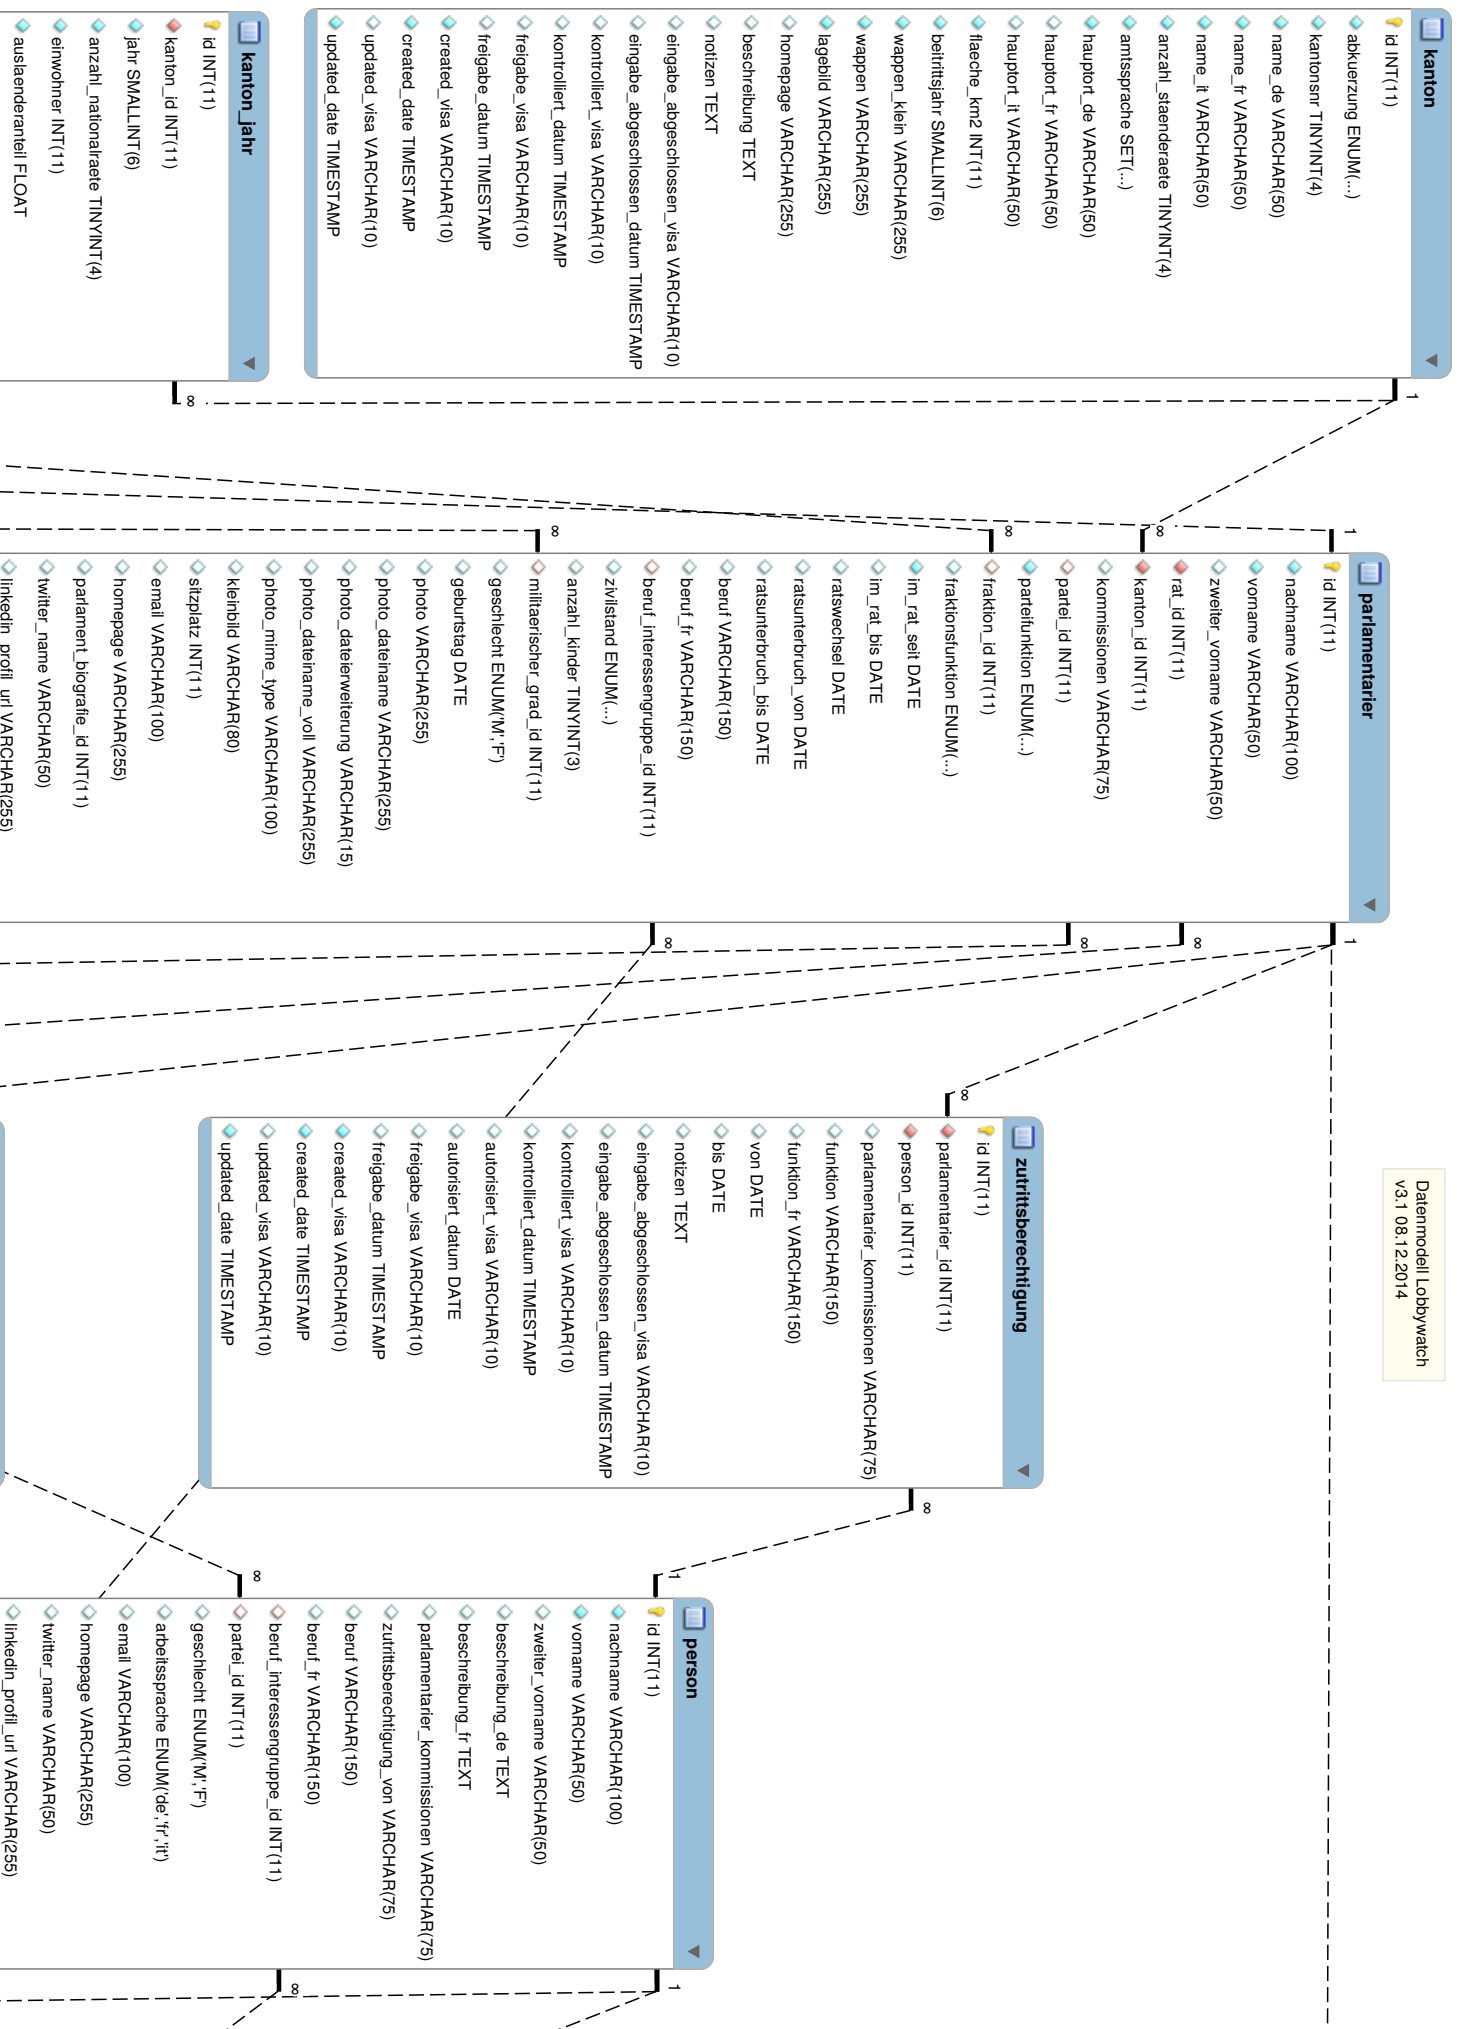 kanton
id INT(11)
abkuerzung ENUM(...)
kantonsnr TINYINT(4)
name_de VARCHAR(50)
name_fr VARCHAR(50)
name_it VARCHAR(50)
anzahl_staenderaete TINYINT(4)
amtssprache SET(...)
hauptort_de VARCHAR(50)
hauptort_fr VARCHAR(50)
hauptort_it VARCHAR(50)
flaeche_km2 INT(11)
beitrittsjahr SMALLINT(6)
wappen_klein VARCHAR(255)
wappen VARCHAR(255)
lagebild VARCHAR(255)
homepage VARCHAR(255)
beschreibung TEXT
notizen TEXT
eingabe_abgeschlossen_visa VARCHAR(10)
eingabe_abgeschlossen_datum TIMESTAMP
kontrolliert_visa VARCHAR(10)
kontrolliert_datum TIMESTAMP
freigabe_visa VARCHAR(10)
freigabe_datum TIMESTAMP
created_visa VARCHAR(10)
created_date TIMESTAMP
updated_visa VARCHAR(10)
updated_date TIMESTAMP
kanton_jahr
id INT(11)
kanton_id INT(11)
jahr SMALLINT(6)
anzahl_nationalraete TINYINT(4)
einwohner INT(11)
auslaenderanteil FLOAT
1
∞
∞
1
∞
∞
parlamentarier
id INT(11)
nachname VARCHAR(100)
vorname VARCHAR(50)
zweiter_vorname VARCHAR(50)
rat_id INT(11)
kanton_id INT(11)
kommissionen VARCHAR(75)
partei_id INT(11)
parteifunktion ENUM(...)
fraktion_id INT(11)
fraktionsfunktion ENUM(...)
im_rat_seit DATE
im_rat_bis DATE
ratswechsel DATE
ratsunterbruch_von DATE
ratsunterbruch_bis DATE
beruf VARCHAR(150)
beruf_fr VARCHAR(150)
beruf_interessengruppe_id INT(11)
zivilstand ENUM(...)
anzahl_kinder TINYINT(3)
militaerischer_grad_id INT(11)
geschlecht ENUM('M','F')
geburtstag DATE
photo VARCHAR(255)
photo_dateiname VARCHAR(255)
photo_dateierweiterung VARCHAR(15)
photo_dateiname_voll VARCHAR(255)
photo_mime_type VARCHAR(100)
kleinbild VARCHAR(80)
sitzplatz INT(11)
email VARCHAR(100)
homepage VARCHAR(255)
parlament_biografie_id INT(11)
twitter_name VARCHAR(50)
linkedin_profil_url VARCHAR(255)
1
∞
∞
∞
Datenmodell Lobbywatch
v3.1 08.12.2014
∞
zutrittsberechtigung
id INT(11)
parlamentarier_id INT(11)
person_id INT(11)
parlamentarier_kommissionen VARCHAR(75)
funktion VARCHAR(150)
funktion_fr VARCHAR(150)
von DATE
bis DATE
notizen TEXT
eingabe_abgeschlossen_visa VARCHAR(10)
eingabe_abgeschlossen_datum TIMESTAMP
kontrolliert_visa VARCHAR(10)
kontrolliert_datum TIMESTAMP
autorisiert_visa VARCHAR(10)
autorisiert_datum DATE
freigabe_visa VARCHAR(10)
freigabe_datum TIMESTAMP
created_visa VARCHAR(10)
created_date TIMESTAMP
updated_visa VARCHAR(10)
updated_date TIMESTAMP
∞
1
∞
person
id INT(11)
nachname VARCHAR(100)
vorname VARCHAR(50)
zweiter_vorname VARCHAR(50)
beschreibung_de TEXT
beschreibung_fr TEXT
parlamentarier_kommissionen VARCHAR(75)
zutrittsberechtigung_von VARCHAR(75)
beruf VARCHAR(150)
beruf_fr VARCHAR(150)
beruf_interessengruppe_id INT(11)
partei_id INT(11)
geschlecht ENUM('M','F')
arbeitssprache ENUM('de','fr','it')
email VARCHAR(100)
homepage VARCHAR(255)
twitter_name VARCHAR(50)
linkedin_profil_url VARCHAR(255)
1
∞